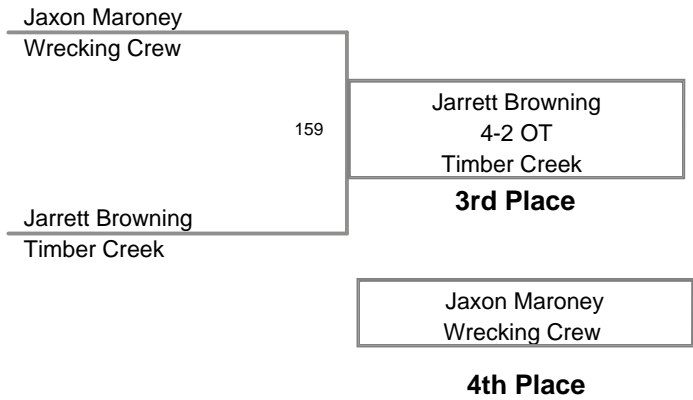 Jaxon Maroney
Wrecking Crew
159
Jarrett Browning
4-2 OT
Timber Creek
3rd Place
Jarrett Browning
Timber Creek
Jaxon Maroney
Wrecking Crew
4th Place